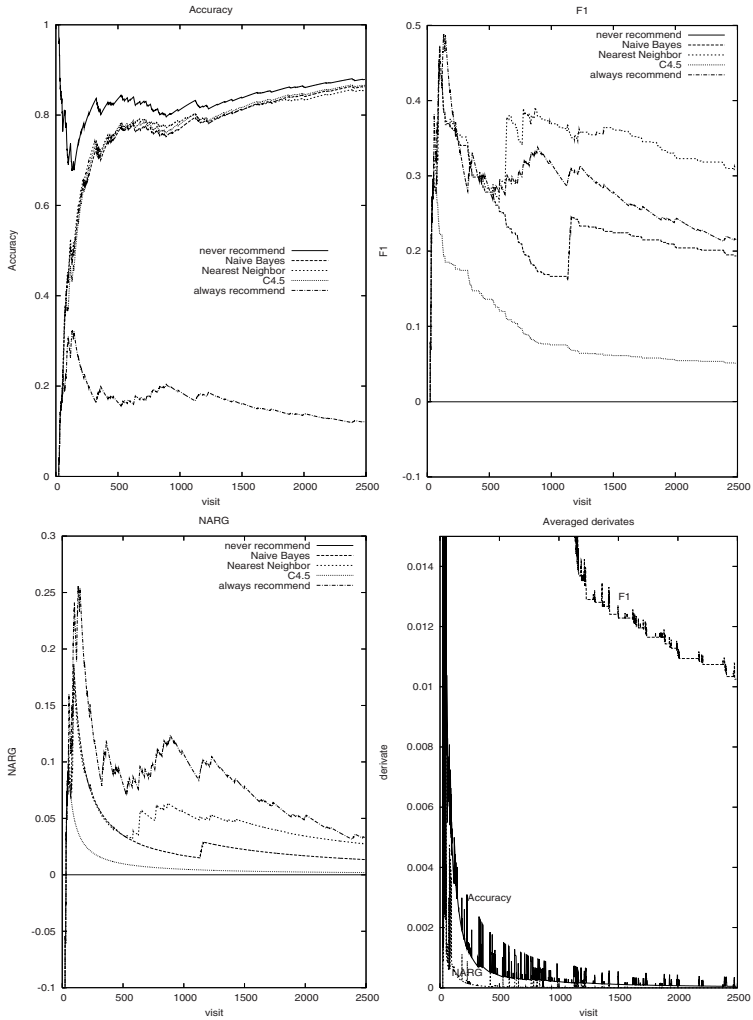 Accuracy
1
0.8
0.6
0.4
0.2
0
Accuracy
never recommend
Naive Bayes
Nearest Neighbor
C4.5
always recommend
0 500 1000 1500 2000 2500
visit
F1
0.5
0.4
0.3
0.2
0.1
0
-0.1
F1
never recommend
Naive Bayes
Nearest Neighbor
C4.5
always recommend
0 500 1000 1500 2000 2500
visit
NARG
0.3
0.25
0.2
0.15
0.1
0.05
0
-0.05
-0.1
NARG
never recommend
Naive Bayes
Nearest Neighbor
C4.5
always recommend
0 500 1000 1500 2000 2500
visit
Averaged derivates
0.014
0.012
0.01
0.008
0.006
0.004
0.002
0
derivate
F1
Accuracy
NARG
0 500 1000 1500 2000 2500
visit